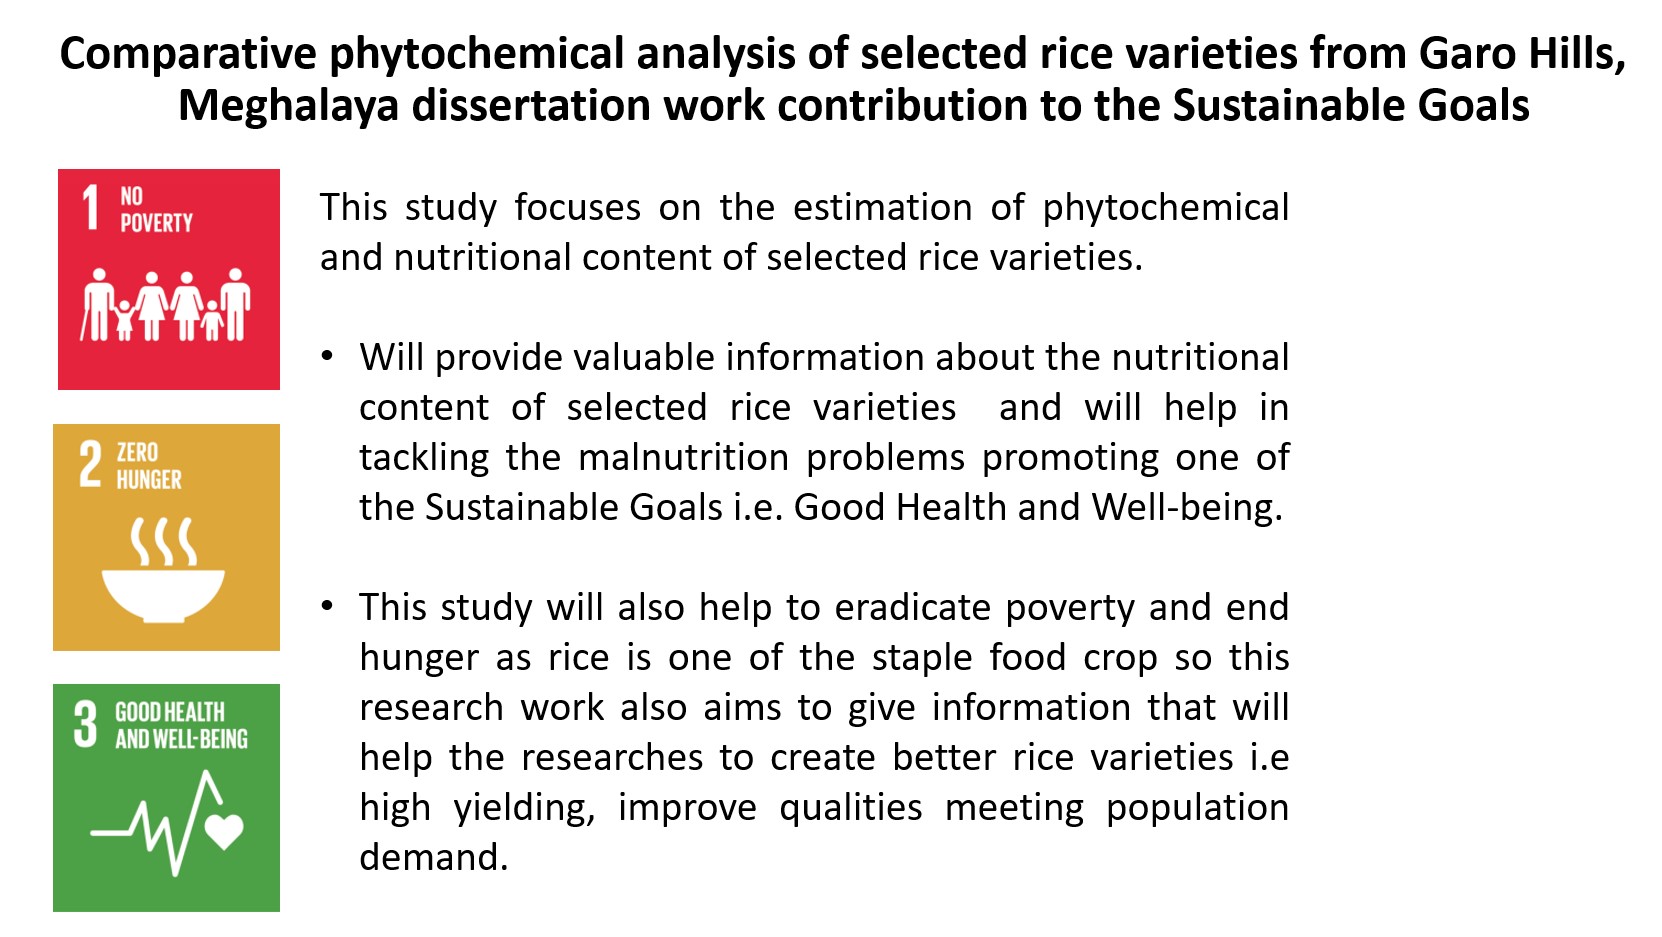 Comparative phytochemical analysis of selected rice varieties from Garo Hills,
Meghalaya dissertation work contribution to the Sustainable Goals
1 NO
POVERTY
This study focuses on the estimation of phytochemical
and nutritional content of selected rice varieties.
• Will provide valuable information about the nutritional
content of selected rice varieties and will help in
tackling the malnutrition problems promoting one of
the Sustainable Goals i.e. Good Health and Well-being.
2 ZERO
HUNGER
• This study will also help to eradicate poverty and end
hunger as rice is one of the staple food crop so this
research work also aims to give information that will
help the researches to create better rice varieties i.e
high yielding, improve qualities meeting population
demand.
3 GOOD HEALTH
AND WELL-BEING